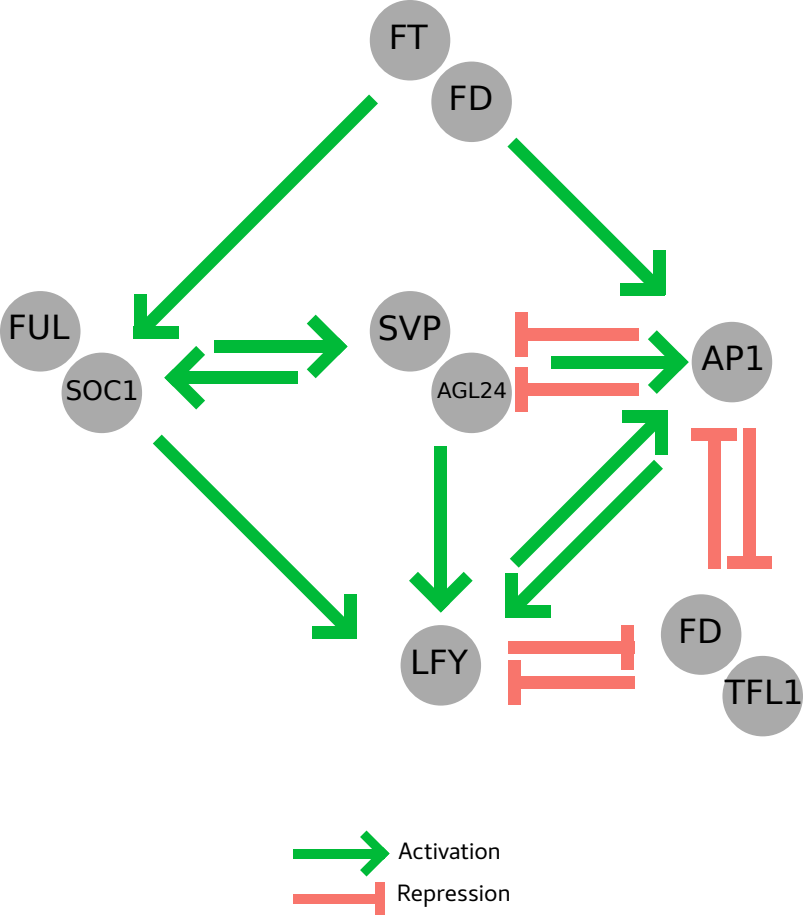 FT
FD
FUL
SOC1
SVP
AGL24
AP1
LFY
FD
TFL1
Activation
Repression